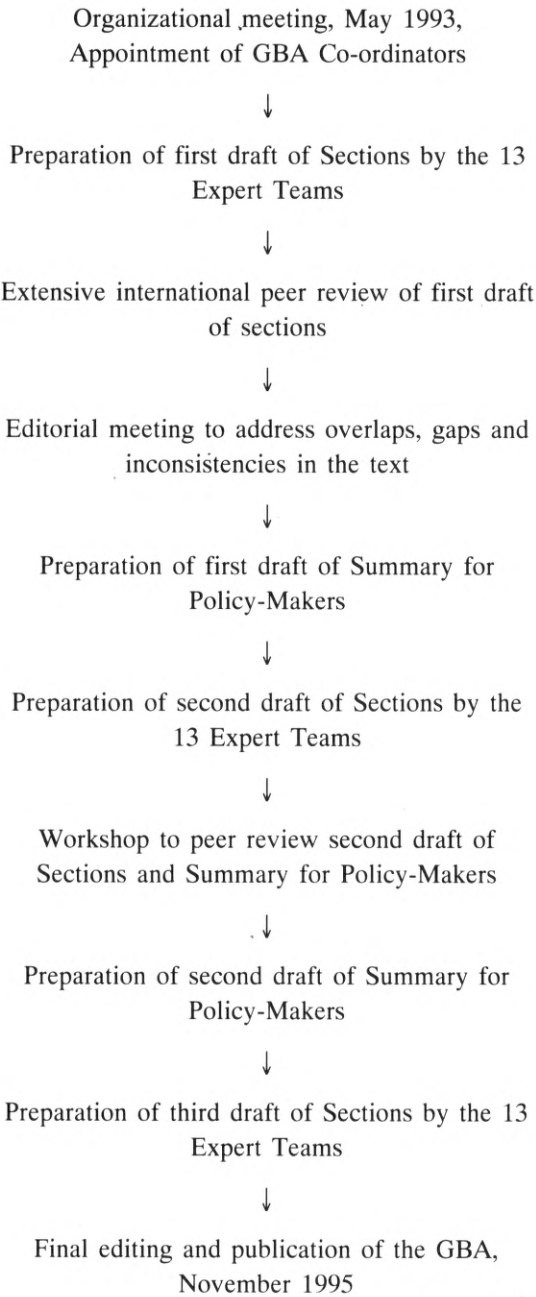 Organizational meeting, May 1993,
Appointment of GBA Co-ordinators
↓
Preparation of first draft of Sections by the 13
Expert Teams
↓
Extensive international peer review of first draft
of sections
↓
Editorial meeting to address overlaps, gaps and
inconsistencies in the text
↓
Preparation of first draft of Summary for
Policy-Makers
↓
Preparation of second draft of Sections by the
13 Expert Teams
↓
Workshop to peer review second draft of
Sections and Summary for Policy-Makers
↓
Preparation of second draft of Summary for
Policy-Makers
↓
Preparation of third draft of Sections by the 13
Expert Teams
↓
Final editing and publication of the GBA,
November 1995